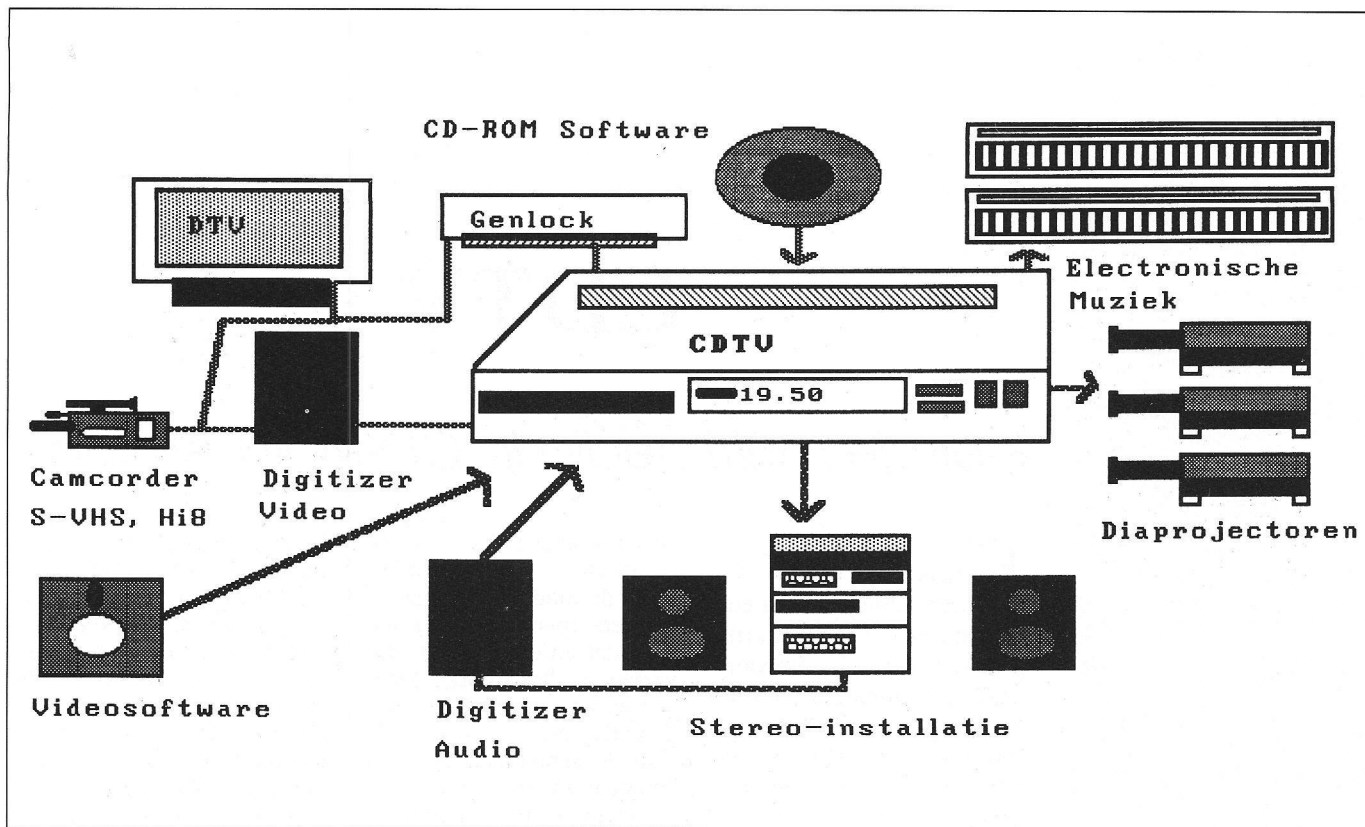 CD-ROM Software
DTV
Genlock
Electronische
Muziek
CDTV
19.50
Camcorder
S-VHS, Hi8
Digitizer
Video
Diaprojectoren
Videosoftware
Digitizer
Audio
Stereo-installatie